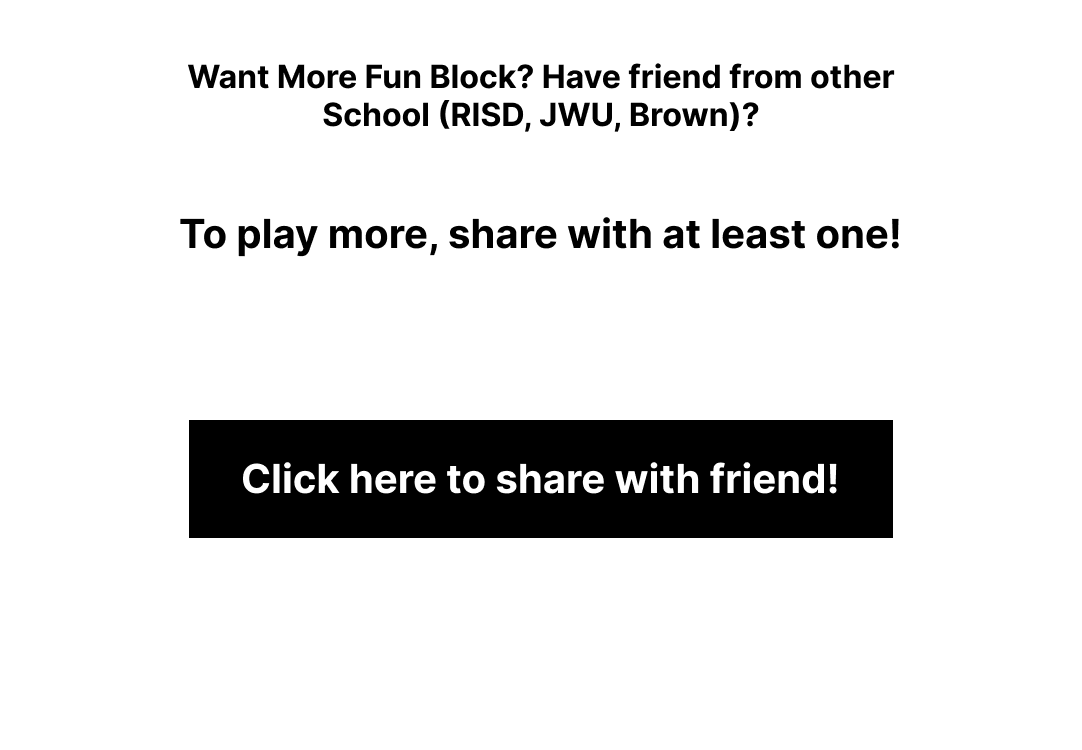 Want More Fun Block? Have friend from other
School (RISD, JWU, Brown)?
To play more, share with at least one!
Click here to share with friend!